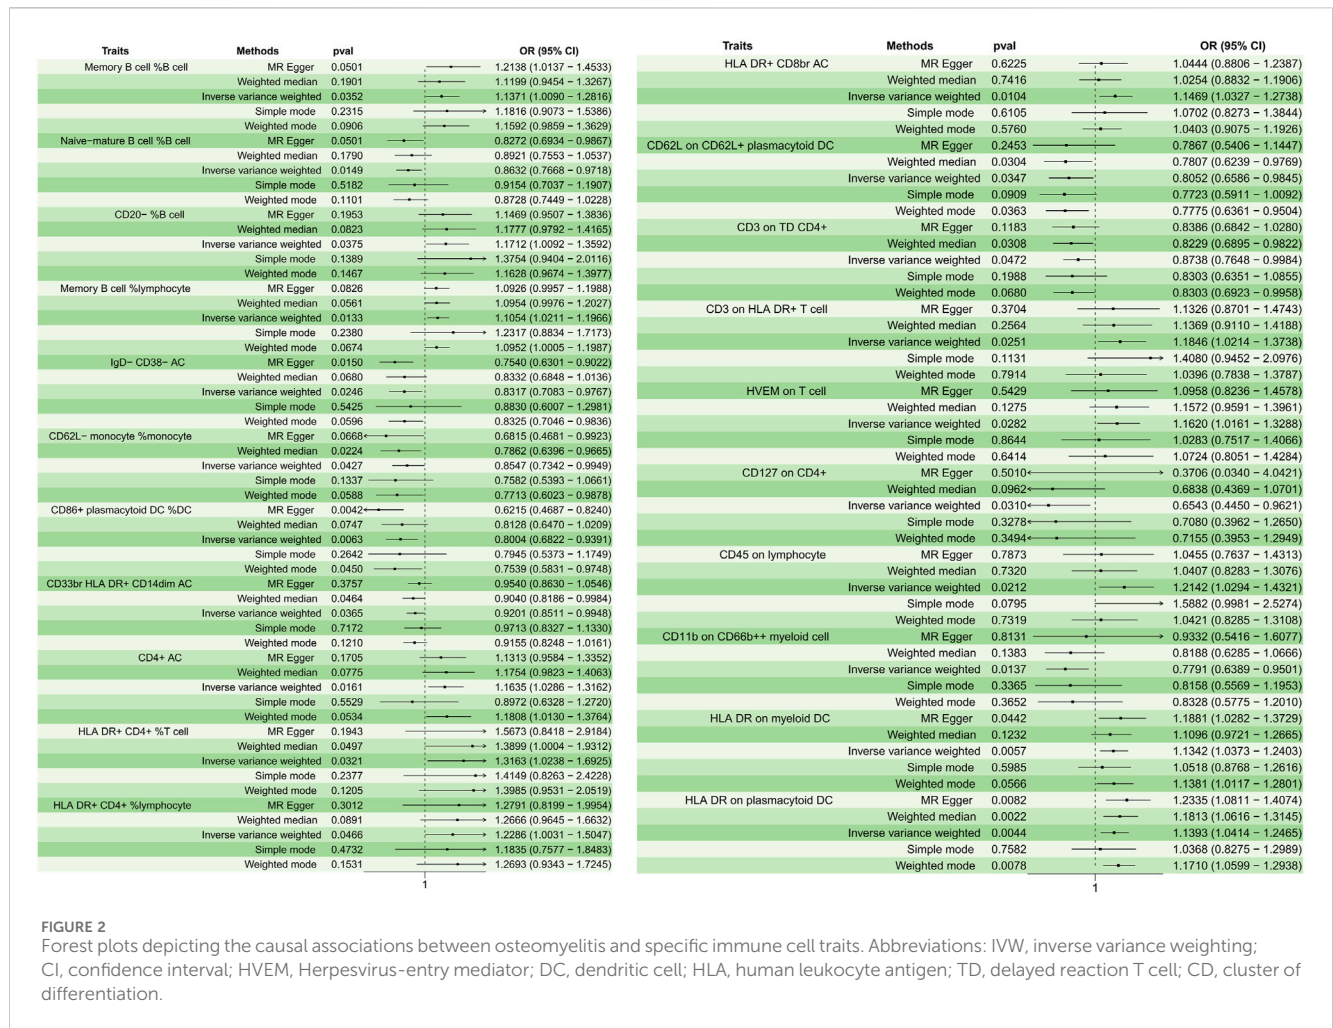 Traits Methods pval OR (95% CI)
Memory B cell %B cell MR Egger 0.0501 1.2138 (1.0137 − 1.4533)
Weighted median 0.1901 1.1199 (0.9454 − 1.3267)
Inverse variance weighted 0.0352 1.1371 (1.0090 − 1.2816)
Simple mode 0.2315 1.1816 (0.9073 − 1.5386)
Weighted mode 0.0906 1.1592 (0.9859 − 1.3629)
Naive−mature B cell %B cell MR Egger 0.0501 0.8272 (0.6934 − 0.9867)
Weighted median 0.1790 0.8921 (0.7553 − 1.0537)
Inverse variance weighted 0.0149 0.8632 (0.7668 − 0.9718)
Simple mode 0.5182 0.9154 (0.7037 − 1.1907)
Weighted mode 0.1101 0.8728 (0.7449 − 1.0228)
CD20− %B cell MR Egger 0.1953 1.1469 (0.9507 − 1.3836)
Weighted median 0.0823 1.1777 (0.9792 − 1.4165)
Inverse variance weighted 0.0375 1.1712 (1.0092 − 1.3592)
Simple mode 0.1389 1.3754 (0.9404 − 2.0116)
Weighted mode 0.1467 1.1628 (0.9674 − 1.3977)
Memory B cell %lymphocyte MR Egger 0.0826 1.0926 (0.9957 − 1.1988)
Weighted median 0.0561 1.0954 (0.9976 − 1.2027)
Inverse variance weighted 0.0133 1.1054 (1.0211 − 1.1966)
Simple mode 0.2380 1.2317 (0.8834 − 1.7173)
Weighted mode 0.0674 1.0952 (1.0005 − 1.1987)
IgD− CD38− AC MR Egger 0.0150 0.7540 (0.6301 − 0.9022)
Weighted median 0.0680 0.8332 (0.6848 − 1.0136)
Inverse variance weighted 0.0246 0.8317 (0.7083 − 0.9767)
Simple mode 0.5425 0.8830 (0.6007 − 1.2981)
Weighted mode 0.0596 0.8325 (0.7046 − 0.9836)
CD62L− monocyte %monocyte MR Egger 0.0668 0.6815 (0.4681 − 0.9923)
Weighted median 0.0224 0.7862 (0.6396 − 0.9665)
Inverse variance weighted 0.0427 0.8547 (0.7342 − 0.9949)
Simple mode 0.1337 0.7582 (0.5393 − 1.0661)
Weighted mode 0.0588 0.7713 (0.6023 − 0.9878)
CD86+ plasmacytoid DC %DC MR Egger 0.0042 0.6215 (0.4687 − 0.8240)
Weighted median 0.0747 0.8128 (0.6470 − 1.0209)
Inverse variance weighted 0.0063 0.8004 (0.6822 − 0.9391)
Simple mode 0.2642 0.7945 (0.5373 − 1.1749)
Weighted mode 0.0450 0.7539 (0.5831 − 0.9748)
CD33br HLA DR+ CD14dim AC MR Egger 0.3757 0.9540 (0.8630 − 1.0546)
Weighted median 0.0464 0.9040 (0.8186 − 0.9984)
Inverse variance weighted 0.0365 0.9201 (0.8511 − 0.9948)
Simple mode 0.7172 0.9713 (0.8327 − 1.1330)
Weighted mode 0.1210 0.9155 (0.8248 − 1.0161)
CD4+ AC MR Egger 0.1705 1.1313 (0.9584 − 1.3352)
Weighted median 0.0775 1.1754 (0.9823 − 1.4063)
Inverse variance weighted 0.0161 1.1635 (1.0286 − 1.3162)
Simple mode 0.5529 0.8972 (0.6328 − 1.2720)
Weighted mode 0.0534 1.1808 (1.0130 − 1.3764)
HLA DR+ CD4+ %T cell MR Egger 0.1943 1.5673 (0.8418 − 2.9184)
Weighted median 0.0497 1.3899 (1.0004 − 1.9312)
Inverse variance weighted 0.0321 1.3163 (1.0238 − 1.6925)
Simple mode 0.2377 1.4149 (0.8263 − 2.4228)
Weighted mode 0.1205 1.3985 (0.9531 − 2.0519)
HLA DR+ CD4+ %lymphocyte MR Egger 0.3012 1.2791 (0.8199 − 1.9954)
Weighted median 0.0891 1.2666 (0.9645 − 1.6632)
Inverse variance weighted 0.0466 1.2286 (1.0031 − 1.5047)
Simple mode 0.4732 1.1835 (0.7577 − 1.8483)
Weighted mode 0.1531 1.2693 (0.9343 − 1.7245)
1
Traits Methods pval OR (95% CI)
HLA DR+ CD8br AC MR Egger 0.6225 1.0444 (0.8806 − 1.2387)
Weighted median 0.7416 1.0254 (0.8832 − 1.1906)
Inverse variance weighted 0.0104 1.1469 (1.0327 − 1.2738)
Simple mode 0.6105 1.0702 (0.8273 − 1.3844)
Weighted mode 0.5760 1.0403 (0.9075 − 1.1926)
CD62L on CD62L+ plasmacytoid DC MR Egger 0.2453 0.7867 (0.5406 − 1.1447)
Weighted median 0.0304 0.7807 (0.6239 − 0.9769)
Inverse variance weighted 0.0347 0.8052 (0.6586 − 0.9845)
Simple mode 0.0909 0.7723 (0.5911 − 1.0092)
Weighted mode 0.0363 0.7775 (0.6361 − 0.9504)
CD3 on TD CD4+ MR Egger 0.1183 0.8386 (0.6842 − 1.0280)
Weighted median 0.0308 0.8229 (0.6895 − 0.9822)
Inverse variance weighted 0.0472 0.8738 (0.7648 − 0.9984)
Simple mode 0.1988 0.8303 (0.6351 − 1.0855)
Weighted mode 0.0680 0.8303 (0.6923 − 0.9958)
CD3 on HLA DR+ T cell MR Egger 0.3704 1.1326 (0.8701 − 1.4743)
Weighted median 0.2564 1.1369 (0.9110 − 1.4188)
Inverse variance weighted 0.0251 1.1846 (1.0214 − 1.3738)
Simple mode 0.1131 1.4080 (0.9452 − 2.0976)
Weighted mode 0.7914 1.0396 (0.7838 − 1.3787)
HVEM on T cell MR Egger 0.5429 1.0958 (0.8236 − 1.4578)
Weighted median 0.1275 1.1572 (0.9591 − 1.3961)
Inverse variance weighted 0.0282 1.1620 (1.0161 − 1.3288)
Simple mode 0.8644 1.0283 (0.7517 − 1.4066)
Weighted mode 0.6414 1.0724 (0.8051 − 1.4284)
CD127 on CD4+ MR Egger 0.5010 0.3706 (0.0340 − 4.0421)
Weighted median 0.0962 0.6838 (0.4369 − 1.0701)
Inverse variance weighted 0.0310 0.6543 (0.4450 − 0.9621)
Simple mode 0.3278 0.7080 (0.3962 − 1.2650)
Weighted mode 0.3494 0.7155 (0.3953 − 1.2949)
CD45 on lymphocyte MR Egger 0.7873 1.0455 (0.7637 − 1.4313)
Weighted median 0.7320 1.0407 (0.8283 − 1.3076)
Inverse variance weighted 0.0212 1.2142 (1.0294 − 1.4321)
Simple mode 0.0795 1.5882 (0.9981 − 2.5274)
Weighted mode 0.7319 1.0421 (0.8285 − 1.3108)
CD11b on CD66b++ myeloid cell MR Egger 0.8131 0.9332 (0.5416 − 1.6077)
Weighted median 0.1383 0.8188 (0.6285 − 1.0666)
Inverse variance weighted 0.0137 0.7791 (0.6389 − 0.9501)
Simple mode 0.3365 0.8158 (0.5569 − 1.1953)
Weighted mode 0.3652 0.8328 (0.5775 − 1.2010)
HLA DR on myeloid DC MR Egger 0.0442 1.1881 (1.0282 − 1.3729)
Weighted median 0.1232 1.1096 (0.9721 − 1.2665)
Inverse variance weighted 0.0057 1.1342 (1.0373 − 1.2403)
Simple mode 0.5985 1.0518 (0.8768 − 1.2616)
Weighted mode 0.0566 1.1381 (1.0117 − 1.2801)
HLA DR on plasmacytoid DC MR Egger 0.0082 1.2335 (1.0811 − 1.4074)
Weighted median 0.0022 1.1813 (1.0616 − 1.3145)
Inverse variance weighted 0.0044 1.1393 (1.0414 − 1.2465)
Simple mode 0.7582 1.0368 (0.8275 − 1.2989)
Weighted mode 0.0078 1.1710 (1.0599 − 1.2938)
1
FIGURE 2
Forest plots depicting the causal associations between osteomyelitis and specific immune cell traits. Abbreviations: IVW, inverse variance weighting;
CI, confidence interval; HVEM, Herpesvirus-entry mediator; DC, dendritic cell; HLA, human leukocyte antigen; TD, delayed reaction T cell; CD, cluster of
differentiation.